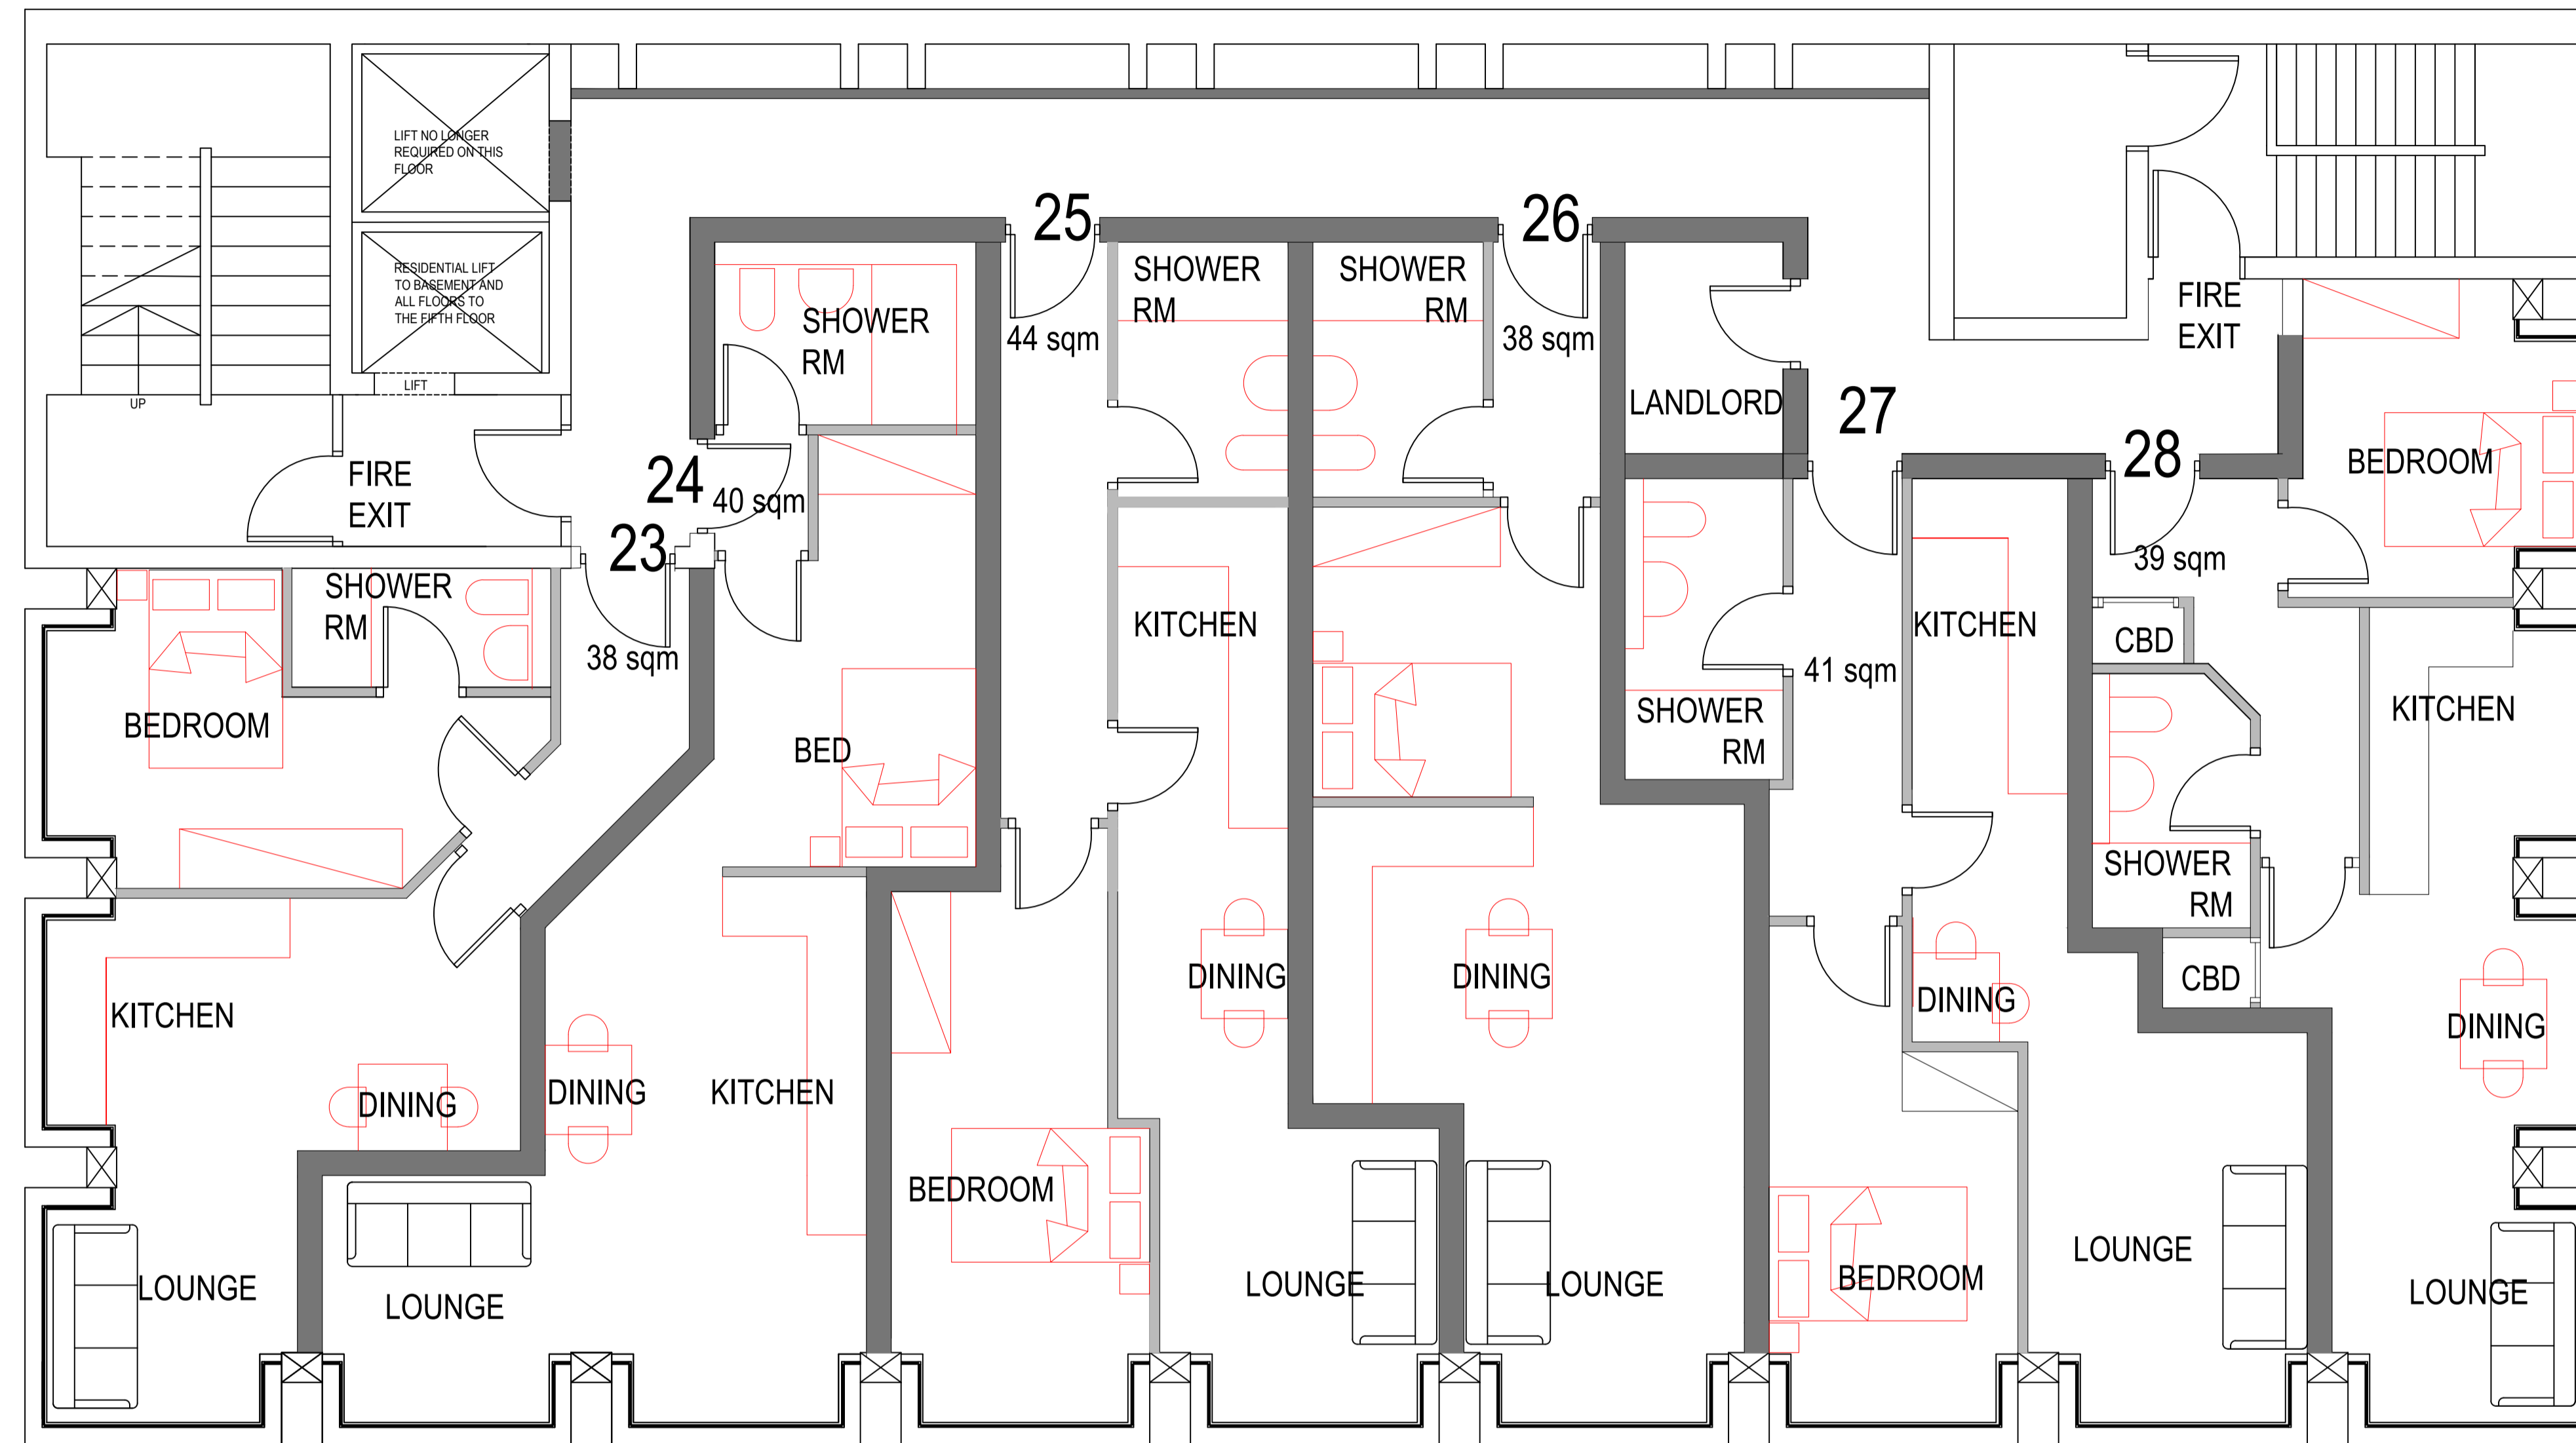 LIFT NO LONGER
REQUIRED ON THIS
FLOOR
RESIDENTIAL LIFT
TO BASEMENT AND
ALL FLOORS TO
THE FIFTH FLOOR
LIFT
UP
FIRE
EXIT
25
26
27
28
24
23
SHOWER
RM
44 sqm
SHOWER
RM
SHOWER
RM
38 sqm
LANDLORD
FIRE
EXIT
40 sqm
BEDROOM
39 sqm
SHOWER
RM
38 sqm
KITCHEN
KITCHEN
CBD
41 sqm
BEDROOM
BED
SHOWER
RM
KITCHEN
SHOWER
RM
KITCHEN
DINING
DINING
DINING
CBD
DINING
DINING
DINING
KITCHEN
BEDROOM
LOUNGE
LOUNGE
LOUNGE
LOUNGE
BEDROOM
LOUNGE
LOUNGE